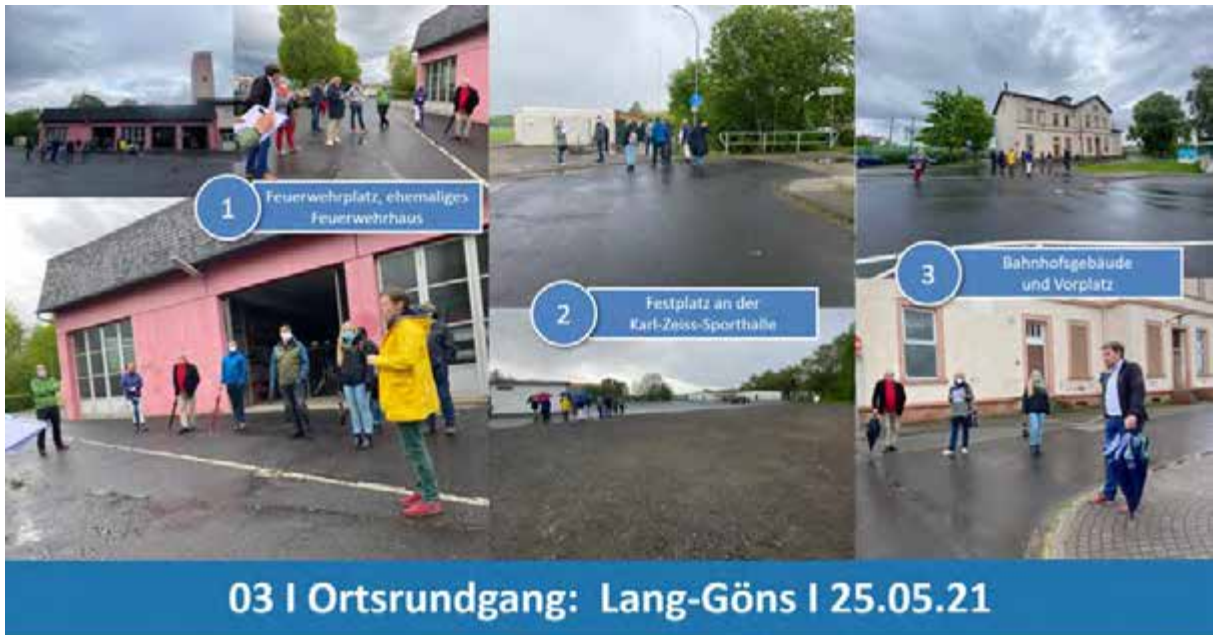 1
Feuerwehrplatz, ehemaliges
Feuerwehrhaus
2
Festplatz an der
Karl-Zeiss-Sporthalle
3
Bahnhofsgebäude
und Vorplatz
03 I Ortsrundgang: Lang-Göns I 25.05.21